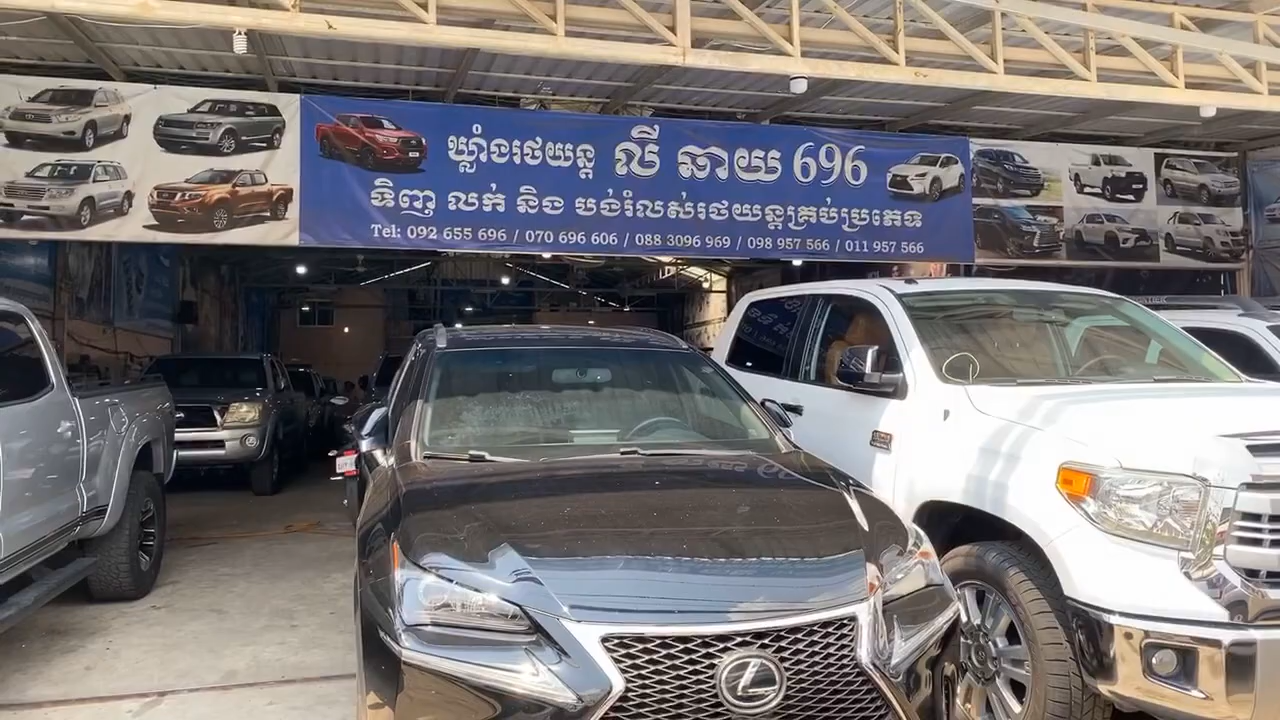 ឃ្លាំងរថយន្ត លី ឆាយ 696
ទិញ លក់ និង បង់រំលស់រថយន្តគ្រប់ប្រភេទ
Tel: 092 655 696 / 070 696 606 / 088 3096 969 / 098 957 566 / 011 957 566